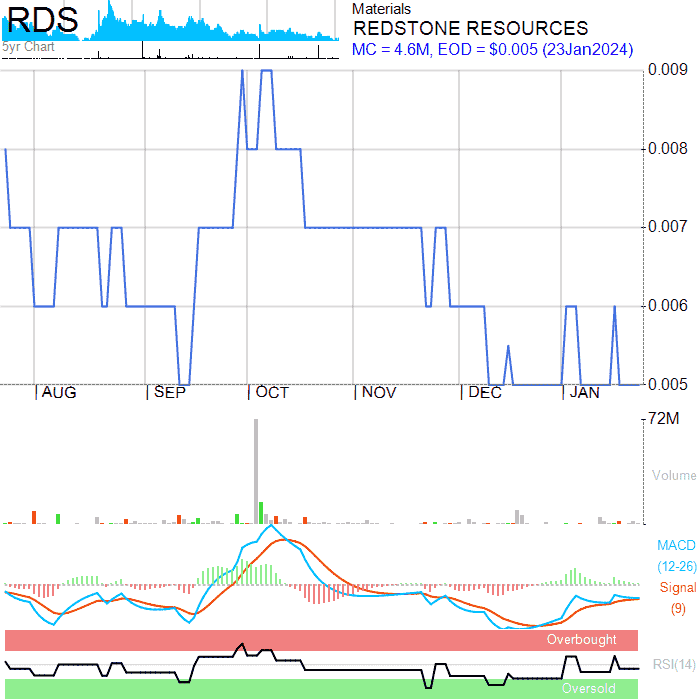 RDS
5yr Chart
Materials
REDSTONE RESOURCES
MC = 4.6M, EOD = $0.005 (23Jan2024)
0.009
0.008
0.007
0.006
0.005
AUG SEP OCT NOV DEC JAN
72M
Volume
MACD
(12-26)
Signal
(9)
Overbought
RSI(14)
Oversold